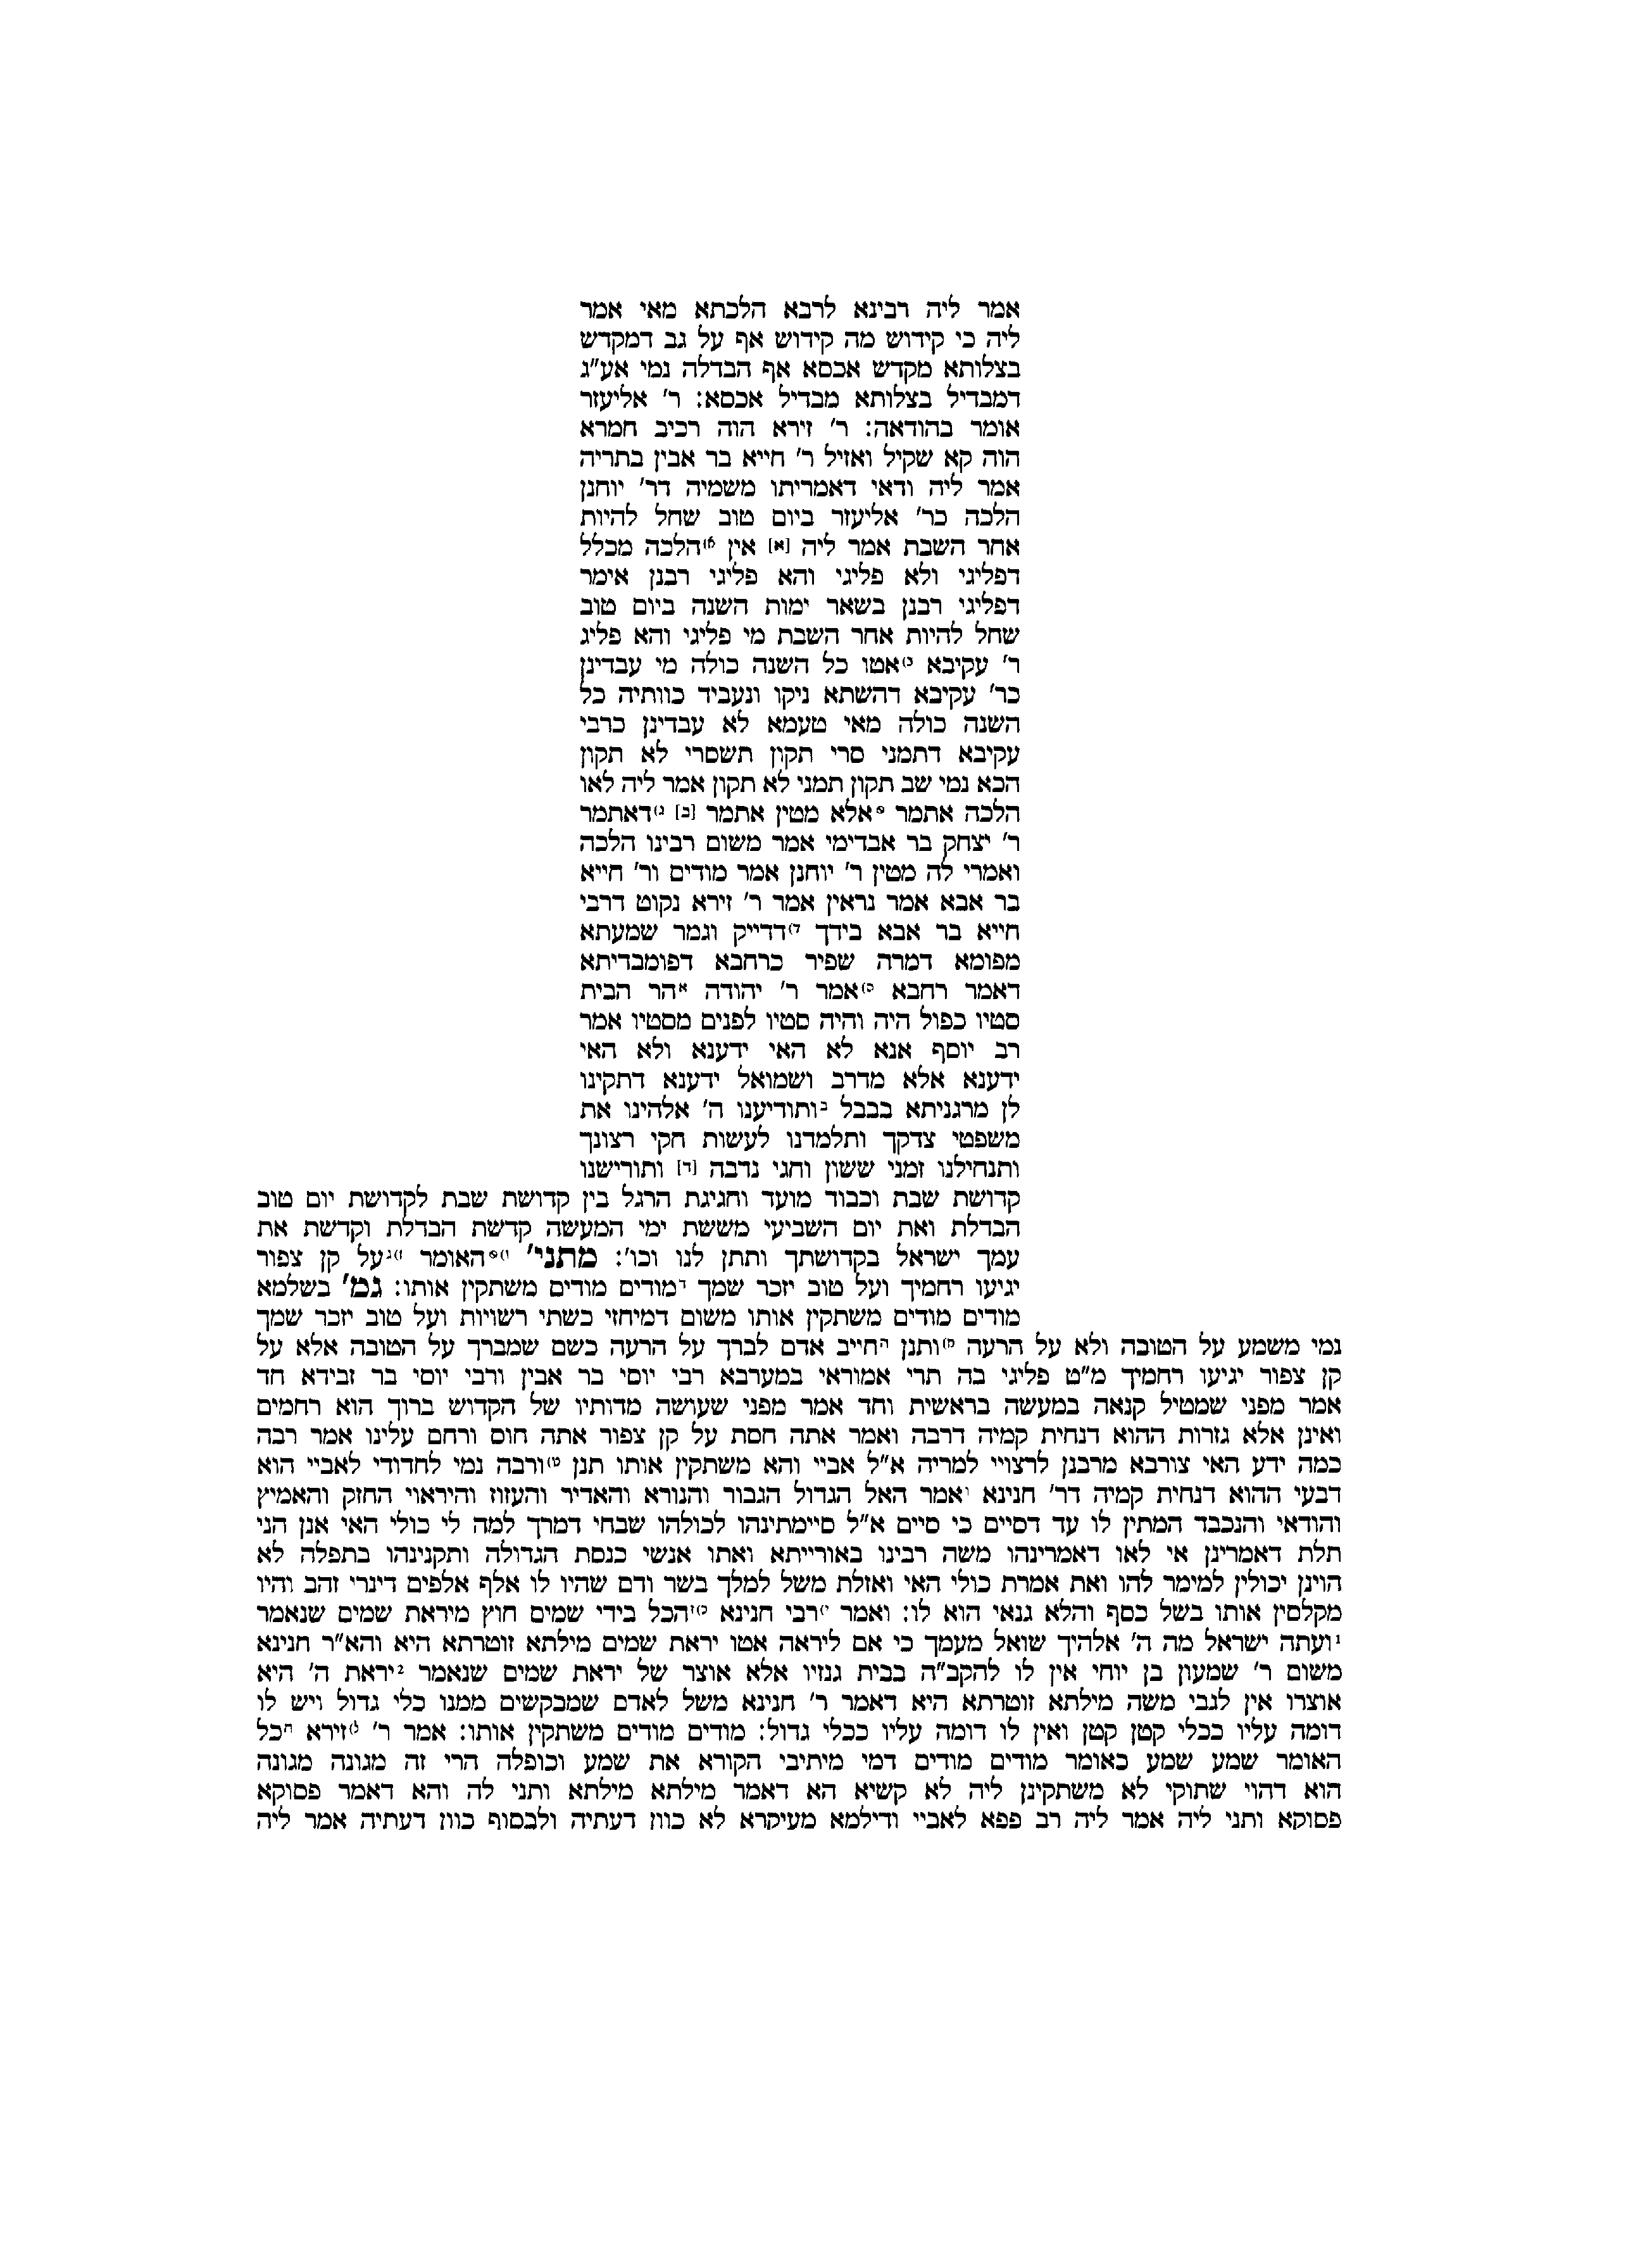 אמר ליה רבינא לרבא הלכתא מאי אמר
ליה כי קידוש מה קידוש אף על גב דמקדש
בצלותא מקדש אכסא אף הבדלה נמי אע״ג
דמבדיל בצלותא מבדיל אכסא: ר׳ אליעזר
אומר בהודאה: ר׳ זירא הוה רכיב חמרא
הוה קא שקיל ואזיל ר׳ חייא בר אבין בתריה
אמר ליה ודאי דאמריתו משמיה דר׳ יוחנן
הלכה כר׳ אליעזר ביום טוב שחל להיות
אחר השבת אמר ליה [א] אין הלכה מכלל
דפליגי ולא פליגי והא פליגי רבנן אימר
דפליגי רבנן בשאר ימות השנה ביום טוב
שחל להיות אחר השבת מי פליגי והא פליג
ר׳ עקיבא אטו כל השנה כולה מי עבדינן
כר׳ עקיבא דהשתא ניקו ונעביד כוותיה כל
השנה כולה מאי טעמא לא עבדינן כרבי
עקיבא דתמני סרי תקון תשסרי לא תקון
הכא נמי שב תקון תמני לא תקון אמר ליה לאו
הלכה אתמר אלא מטין אתמר [ב] דאתמר
ר׳ יצחק בר אבדימי אמר משום רבינו הלכה
ואמרי לה מטין ר׳ יוחנן אמר מודים ור׳ חייא
בר אבא אמר נראין אמר ר׳ זירא נקוט דרבי
חייא בר אבא בידך ד)דדייק וגמר שמעתא
מפומא דמרה שפיר כרחבא דפומבדיתא
דאמר רחבא ה)אמר ר׳ יהודה הר הבית
סטיו כפול היה והיה סטיו לפנים מסטיו אמר
רב יוסף אנא לא האי ידענא ולא האי
ידענא אלא מדרב ושמואל ידענא דתקינו
לן מרגניתא בבבל ותודיענו ה׳ אלהינו את
משפטי צדקך ותלמדנו לעשות חקי רצונך
ותנחילנו זמני ששון וחגי נדבה [ד] ותורישנו
קדושת שבת וכבוד מועד וחגיגת הרגל בין קדושת שבת לקדושת יום טוב
הבדלת ואת יום השביעי מששת ימי המעשה קדשת הבדלת וקדשת את
עמך ישראל בקדושתך ותתן לנו וכו׳: מתני׳ האומר על קן צפור
יגיעו רחמיך ועל טוב יזכר שמך מודים מודים משתקין אותו: גמ׳ בשלמא
מודים מודים משתקין אותו משום דמיחזי כשתי רשויות ועל טוב יזכר שמך
נמי משמע על הטובה ולא על הרעה ותנן חייב אדם לברך על הרעה כשם שמברך על הטובה אלא על
קן צפור יגיעו רחמיך מ״ט פליגי בה תרי אמוראי במערבא רבי יוסי בר אבין ורבי יוסי בר זבידא חד
אמר מפני שמטיל קנאה במעשה בראשית וחד אמר מפני שעושה מדותיו של הקדוש ברוך הוא רחמים
ואינן אלא גזרות ההוא דנחית קמיה דרבה ואמר אתה חסת על קן צפור אתה חוס ורחם עלינו אמר רבה
כמה ידע האי צורבא מרבנן לרצויי למריה א״ל אביי והא משתקין אותו תנן ט)ורבה נמי לחדודי לאביי הוא
דבעי ההוא דנחית קמיה דר׳ חנינא אמר האל הגדול הגבור והנורא והאדיר והעזוז והיראוי החזק והאמיץ
והודאי והנכבד המתין לו עד דסיים כי סיים א״ל סיימתינהו לכולהו שבחי דמרך למה לי כולי האי אנן הני
תלת דאמרינן אי לאו דאמרינהו משה רבינו באורייתא ואתו אנשי כנסת הגדולה ותקנינהו בתפלה לא
הוינן יכולין למימר להו ואת אמרת כולי האי ואזלת משל למלך בשר ודם שהיו לו אלף אלפים דינרי זהב והיו
מקלסין אותו בשל כסף והלא גנאי הוא לו: ואמר רבי חנינא הכל בידי שמים חוץ מיראת שמים שנאמר
ועתה ישראל מה ה׳ אלהיך שואל מעמך כי אם ליראה אטו יראת שמים מילתא זוטרתא היא והא״ר חנינא
משום ר׳ שמעון בן יוחי אין לו להקב״ה בבית גנזיו אלא אוצר של יראת שמים שנאמר יראת ה׳ היא
אוצרו אין לגבי משה מילתא זוטרתא היא דאמר ר׳ חנינא משל לאדם שמבקשים ממנו כלי גדול ויש לו
דומה עליו ככלי קטן קטן ואין לו דומה עליו ככלי גדול: מודים מודים משתקין אותו: אמר ר׳ זירא כל
האומר שמע שמע כאומר מודים מודים דמי מיתיבי הקורא את שמע וכופלה הרי זה מגונה מגונה
הוא דהוי שתוקי לא משתקינן ליה לא קשיא הא דאמר מילתא מילתא ותני לה והא דאמר פסוקא
פסוקא ותני ליה אמר ליה רב פפא לאביי ודילמא מעיקרא לא כוון דעתיה ולבסוף כוון דעתיה אמר ליה